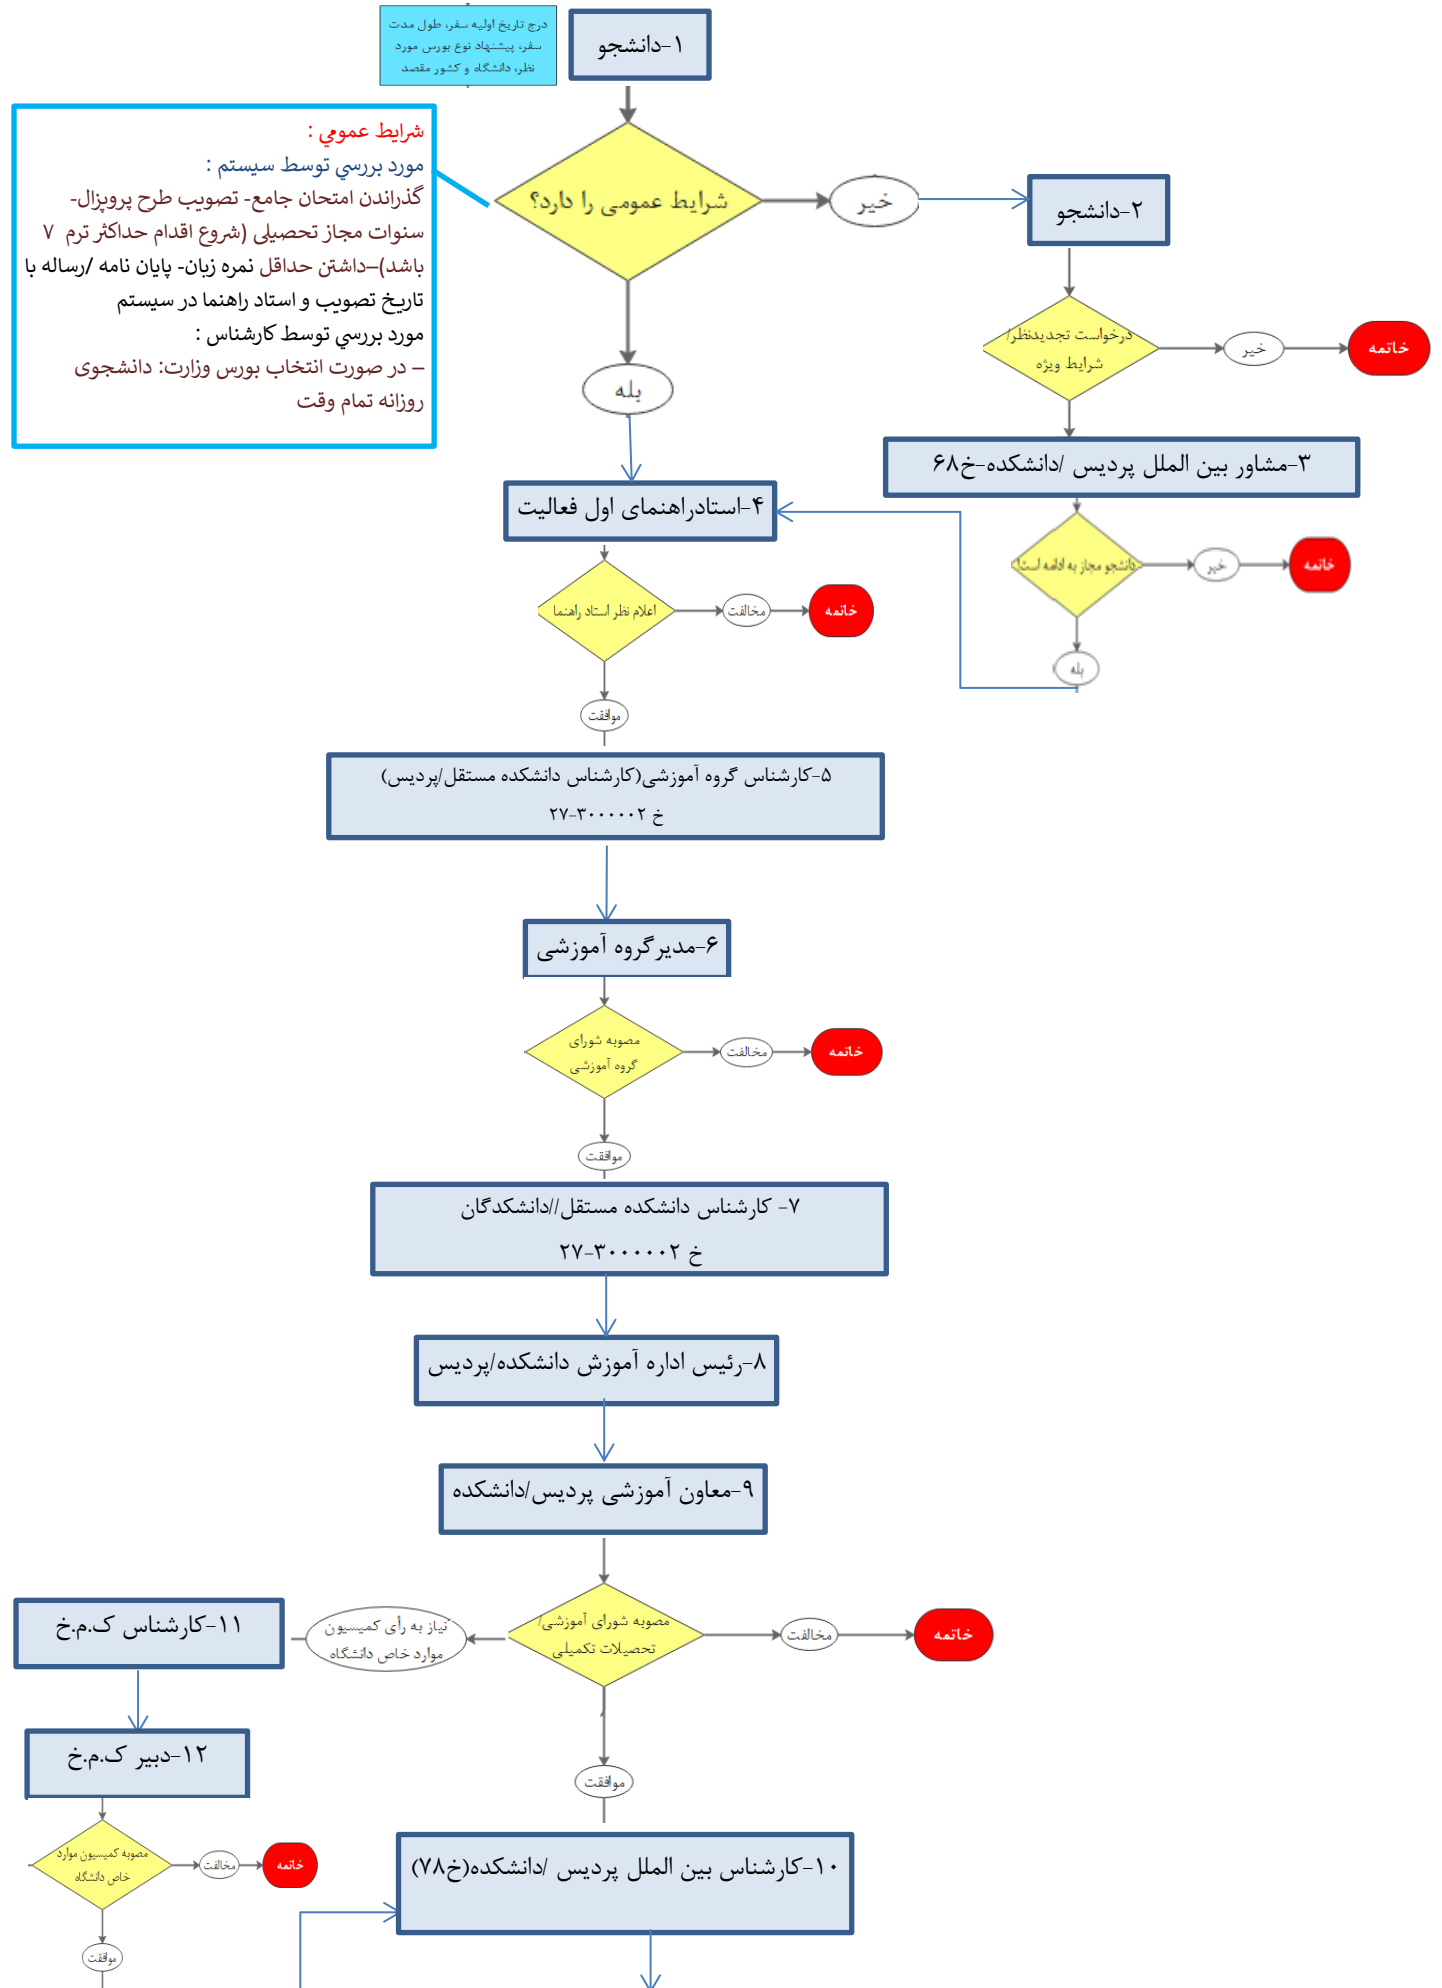 درج تاریخ اولیه سفر، طول مدت
سفر، پیشنهاد نوع بورس مورد
نظر، دانشگاه و کشور مقصد
۱-دانشجو
شرایط عمومي :
مورد بررسي توسط سیستم :
گذراندن امتحان جامع- تصویب طرح پروپزال-
سنوات مجاز تحصیلی (شروع اقدام حداکثر ترم ۷
باشد)–داشتن حداقل نمره زبان- پایان نامه /رساله با
تاریخ تصویب و استاد راهنما در سیستم
مورد بررسي توسط کارشناس :
– در صورت انتخاب بورس وزارت: دانشجوی
روزانه تمام وقت
شرایط عمومی را دارد؟
خیر
۲-دانشجو
بله
درخواست تجدیدنظر/
شرایط ویژه
خیر
خاتمه
۳-مشاور بین الملل پردیس /دانشکده-خ۶۸
دانشجو مجاز به ادامه است؟
خیر
خاتمه
بله
۴-استادراهنمای اول فعالیت
اعلام نظر استاد راهنما
مخالفت
خاتمه
موافقت
۵-کارشناس گروه آموزشی(کارشناس دانشکده مستقل/پردیس)
خ ۳۰۰۰۰۰۲-۲۷
۶-مدیرگروه آموزشی
مصوبه شورای
گروه آموزشی
مخالفت
خاتمه
موافقت
۷- کارشناس دانشکده مستقل//دانشکدگان
خ ۳۰۰۰۰۰۲-۲۷
۸-رئیس اداره آموزش دانشکده/پردیس
۹-معاون آموزشی پردیس/دانشکده
مصوبه شورای آموزشی/
تحصیلات تکمیلی
مخالفت
خاتمه
نیاز به رأی کمیسیون
موارد خاص دانشگاه
۱۱-کارشناس ک.م.خ
۱۲-دبیر ک.م.خ
مصوبه کمیسیون موارد
خاص دانشگاه
مخالفت
خاتمه
موافقت
موافقت
۱۰-کارشناس بین الملل پردیس /دانشکده(خ۷۸)